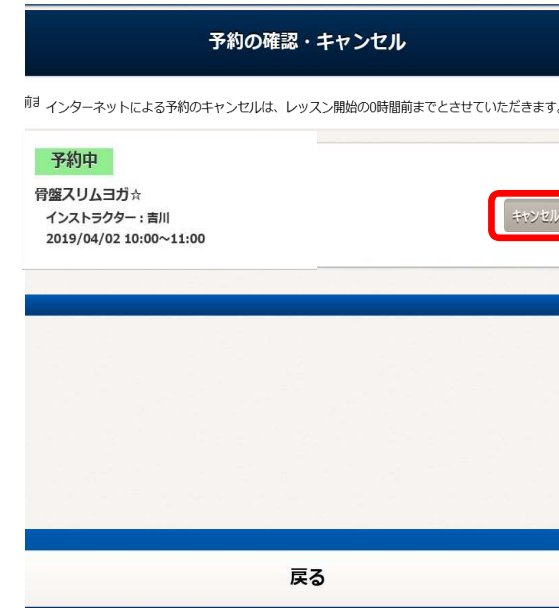 予約の確認・キャンセル
前ま インターネットによる予約のキャンセルは、レッスン開始の0時間前までとさせていただきます。
予約中
骨盤スリムヨガ☆
インストラクター：吉川
2019/04/02 10:00～11:00
キャンセル
戻る